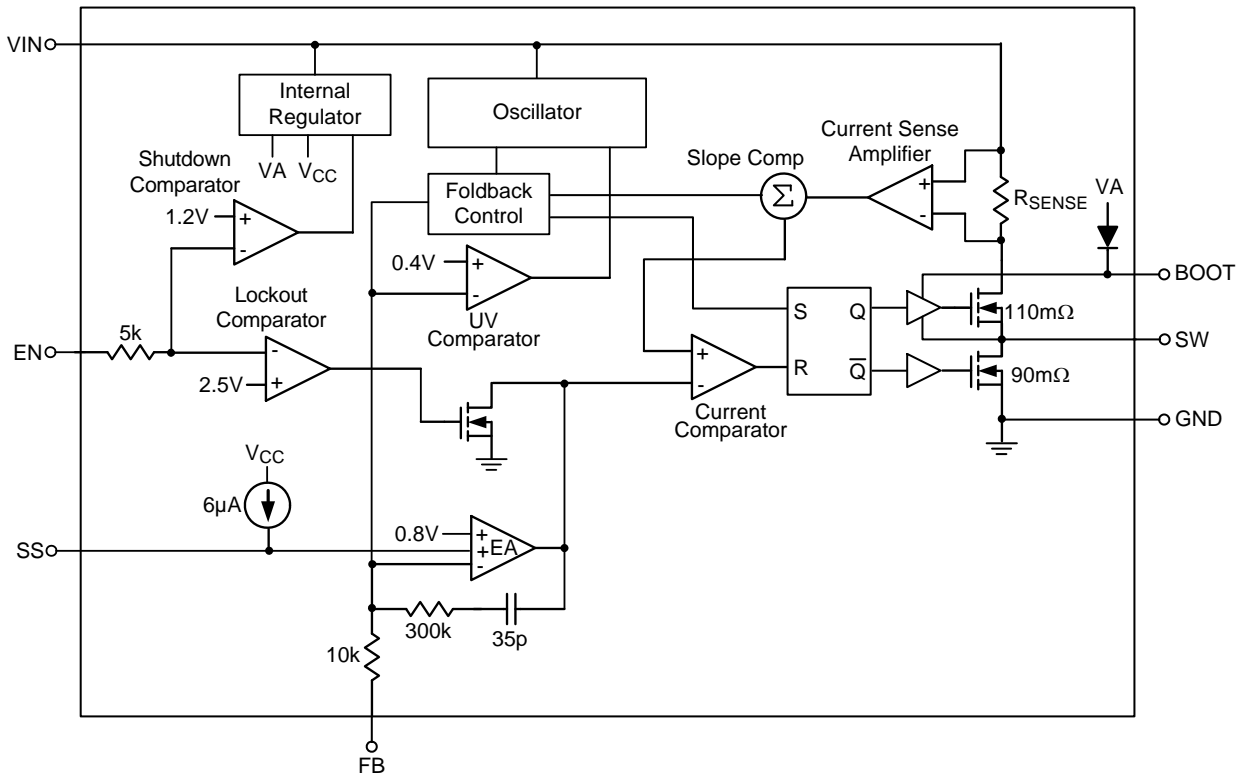 VIN
Internal
Regulator
Oscillator
VA
VCC
Shutdown
Comparator
1.2V
+
-
Foldback
Control
Slope Comp
Σ
Current Sense
Amplifier
+
-
RSENSE
VA
BOOT
0.4V
+
-
UV
Comparator
Lockout
Comparator
EN
5k
-
2.5V
+
+
-
Current
Comparator
S
R
Q
Q
110mΩ
SW
90mΩ
GND
VCC
6µA
SS
0.8V
+
+
-
EA
300k
35p
10k
FB